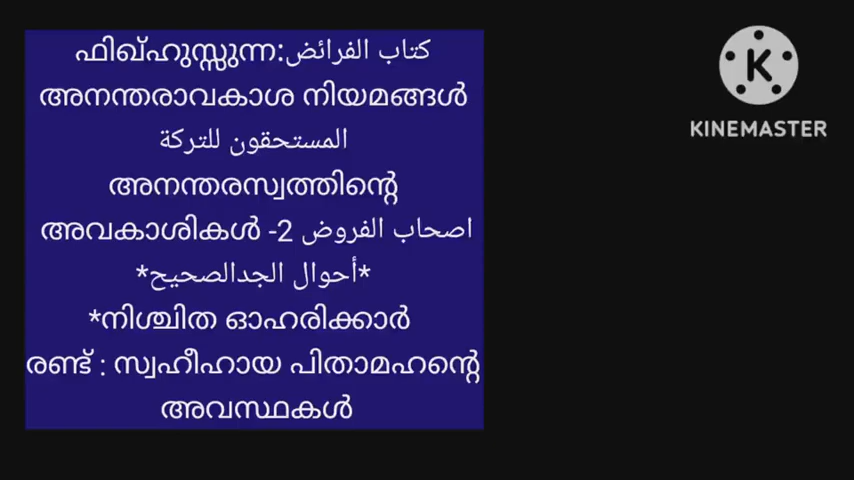 ഫിഖ്ഹുസ്സുന്ന:كتاب الفرائض
അനന്തരാവകാശ നിയമങ്ങൾ
المستحقون للتركة
അനന്തരസ്വത്തിന്റെ
അവകാശികൾ -2 اصحاب الفروض
*أحوال الجدالصحيح*
*നിശ്ചിത ഓഹരിക്കാർ
രണ്ട് : സ്വഹീഹായ പിതാമഹന്റെ
അവസ്ഥകൾ
K
KINEMASTER